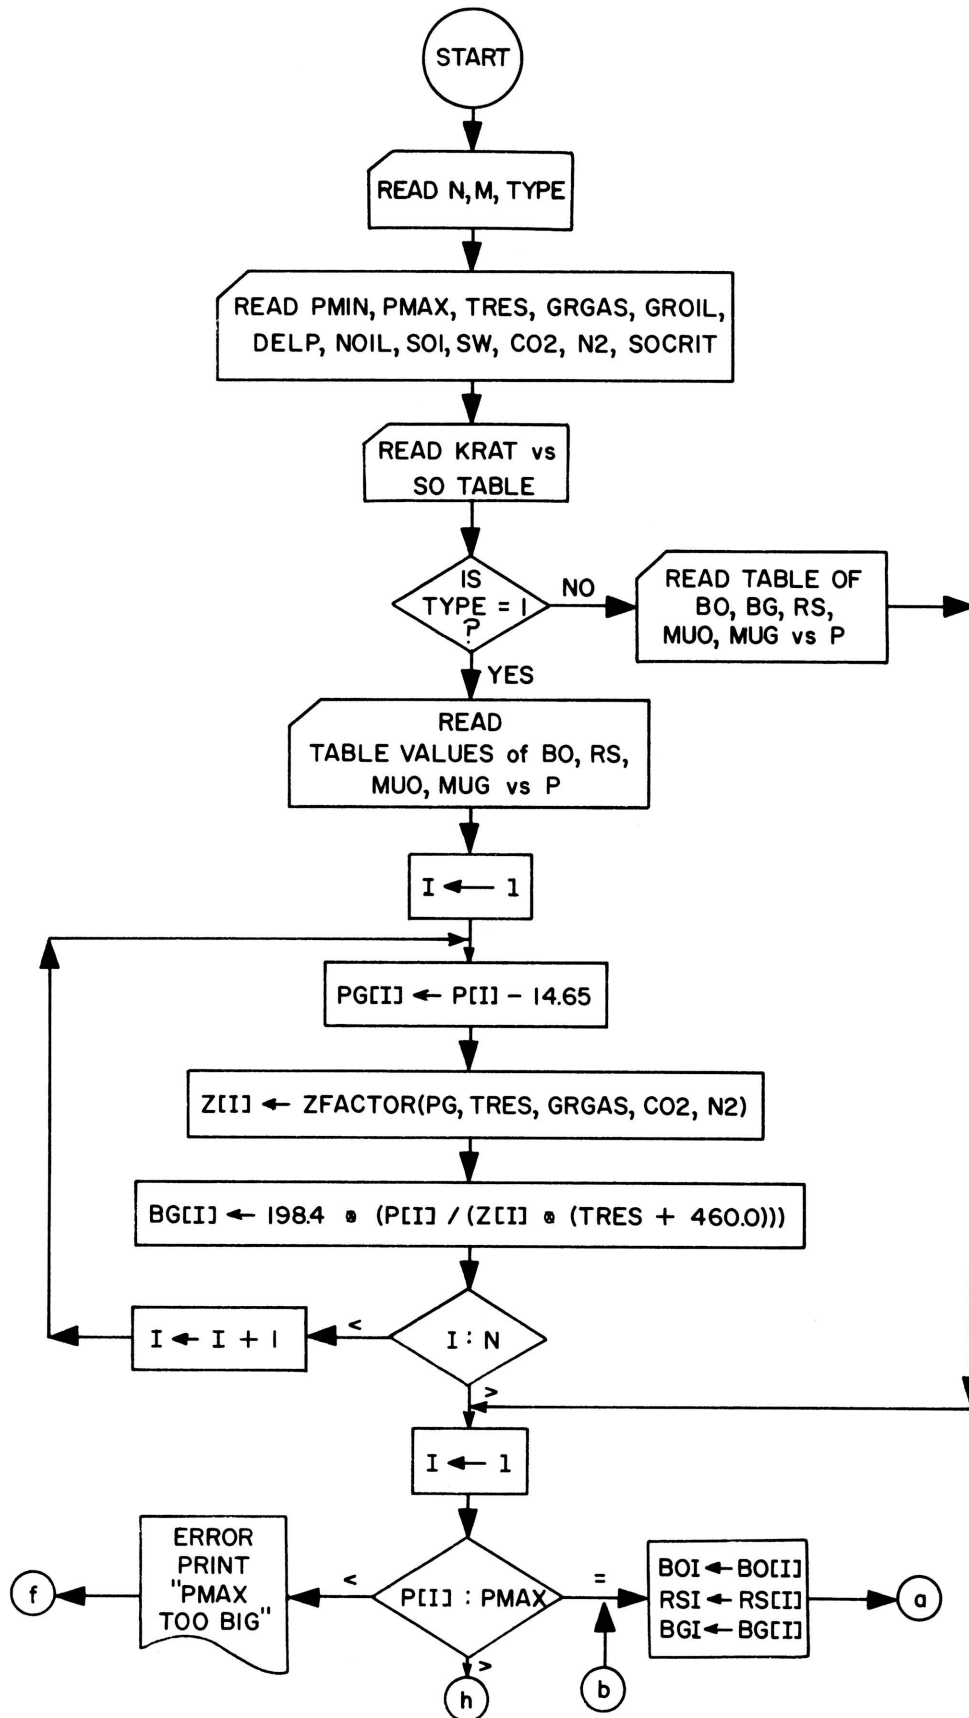 START
READ N, M, TYPE
READ PMIN, PMAX, TRES, GRGAS, GROIL,
DELP, NOIL, SOI, SW, CO2, N2, SOCRIT
READ KRAT vs
SO TABLE
IS
TYPE = 1
?
NO
READ TABLE OF
BO, BG, RS,
MUO, MUG vs P
YES
READ
TABLE VALUES of BO, RS,
MUO, MUG vs P
I ← 1
PG[I] ← P[I] - 14.65
Z[I] ← ZFACTOR(PG, TRES, GRGAS, CO2, N2)
BG[I] ← 198.4 * (P[I] / (Z[I] * (TRES + 460.0)))
I : N
<
I ← I + 1
>
I ← 1
P[I] : PMAX
<
ERROR
PRINT
"PMAX
TOO BIG"
f
=
BOI ← BO[I]
RSI ← RS[I]
BGI ← BG[I]
a
b
>
h